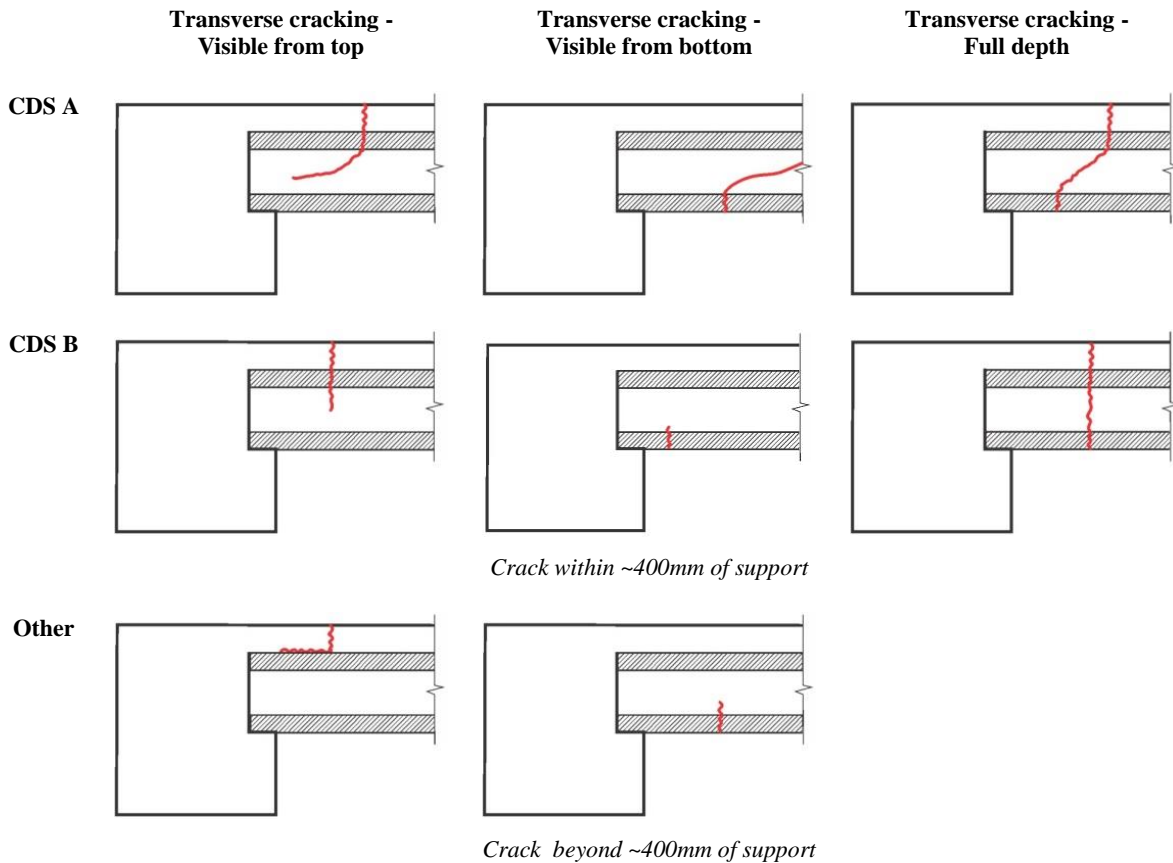 Transverse cracking -
Visible from top
Transverse cracking -
Visible from bottom
Transverse cracking -
Full depth
CDS A
CDS B
Crack within ~400mm of support
Other
Crack beyond ~400mm of support